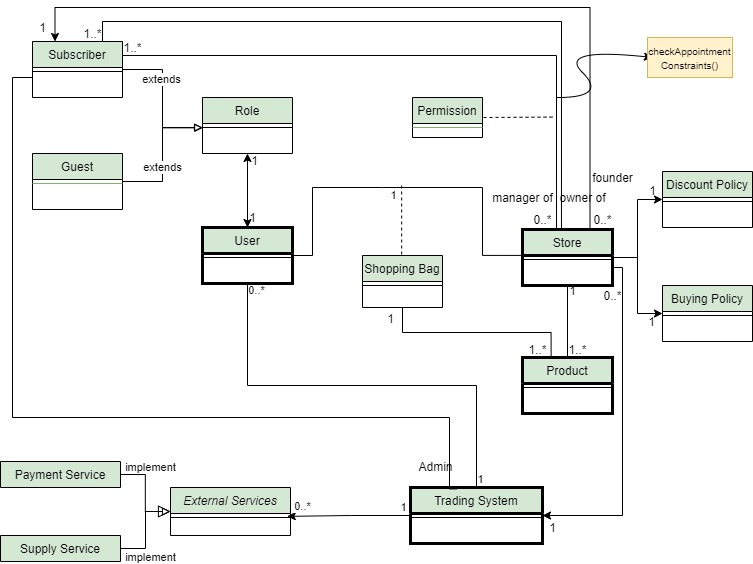 1
1..*
1..*
Subscriber
checkAppointment
Constraints()
extends
Role
Permission
Guest
extends
1
founder
Discount Policy
1
manager of
owner of
1
1
0..*
0..*
User
Store
Shopping Bag
0..*
1
0..*
Buying Policy
1
1
1..*
1..*
Product
Admin
implement
Payment Service
1
External Services
0..*
1
Trading System
1
Supply Service
implement